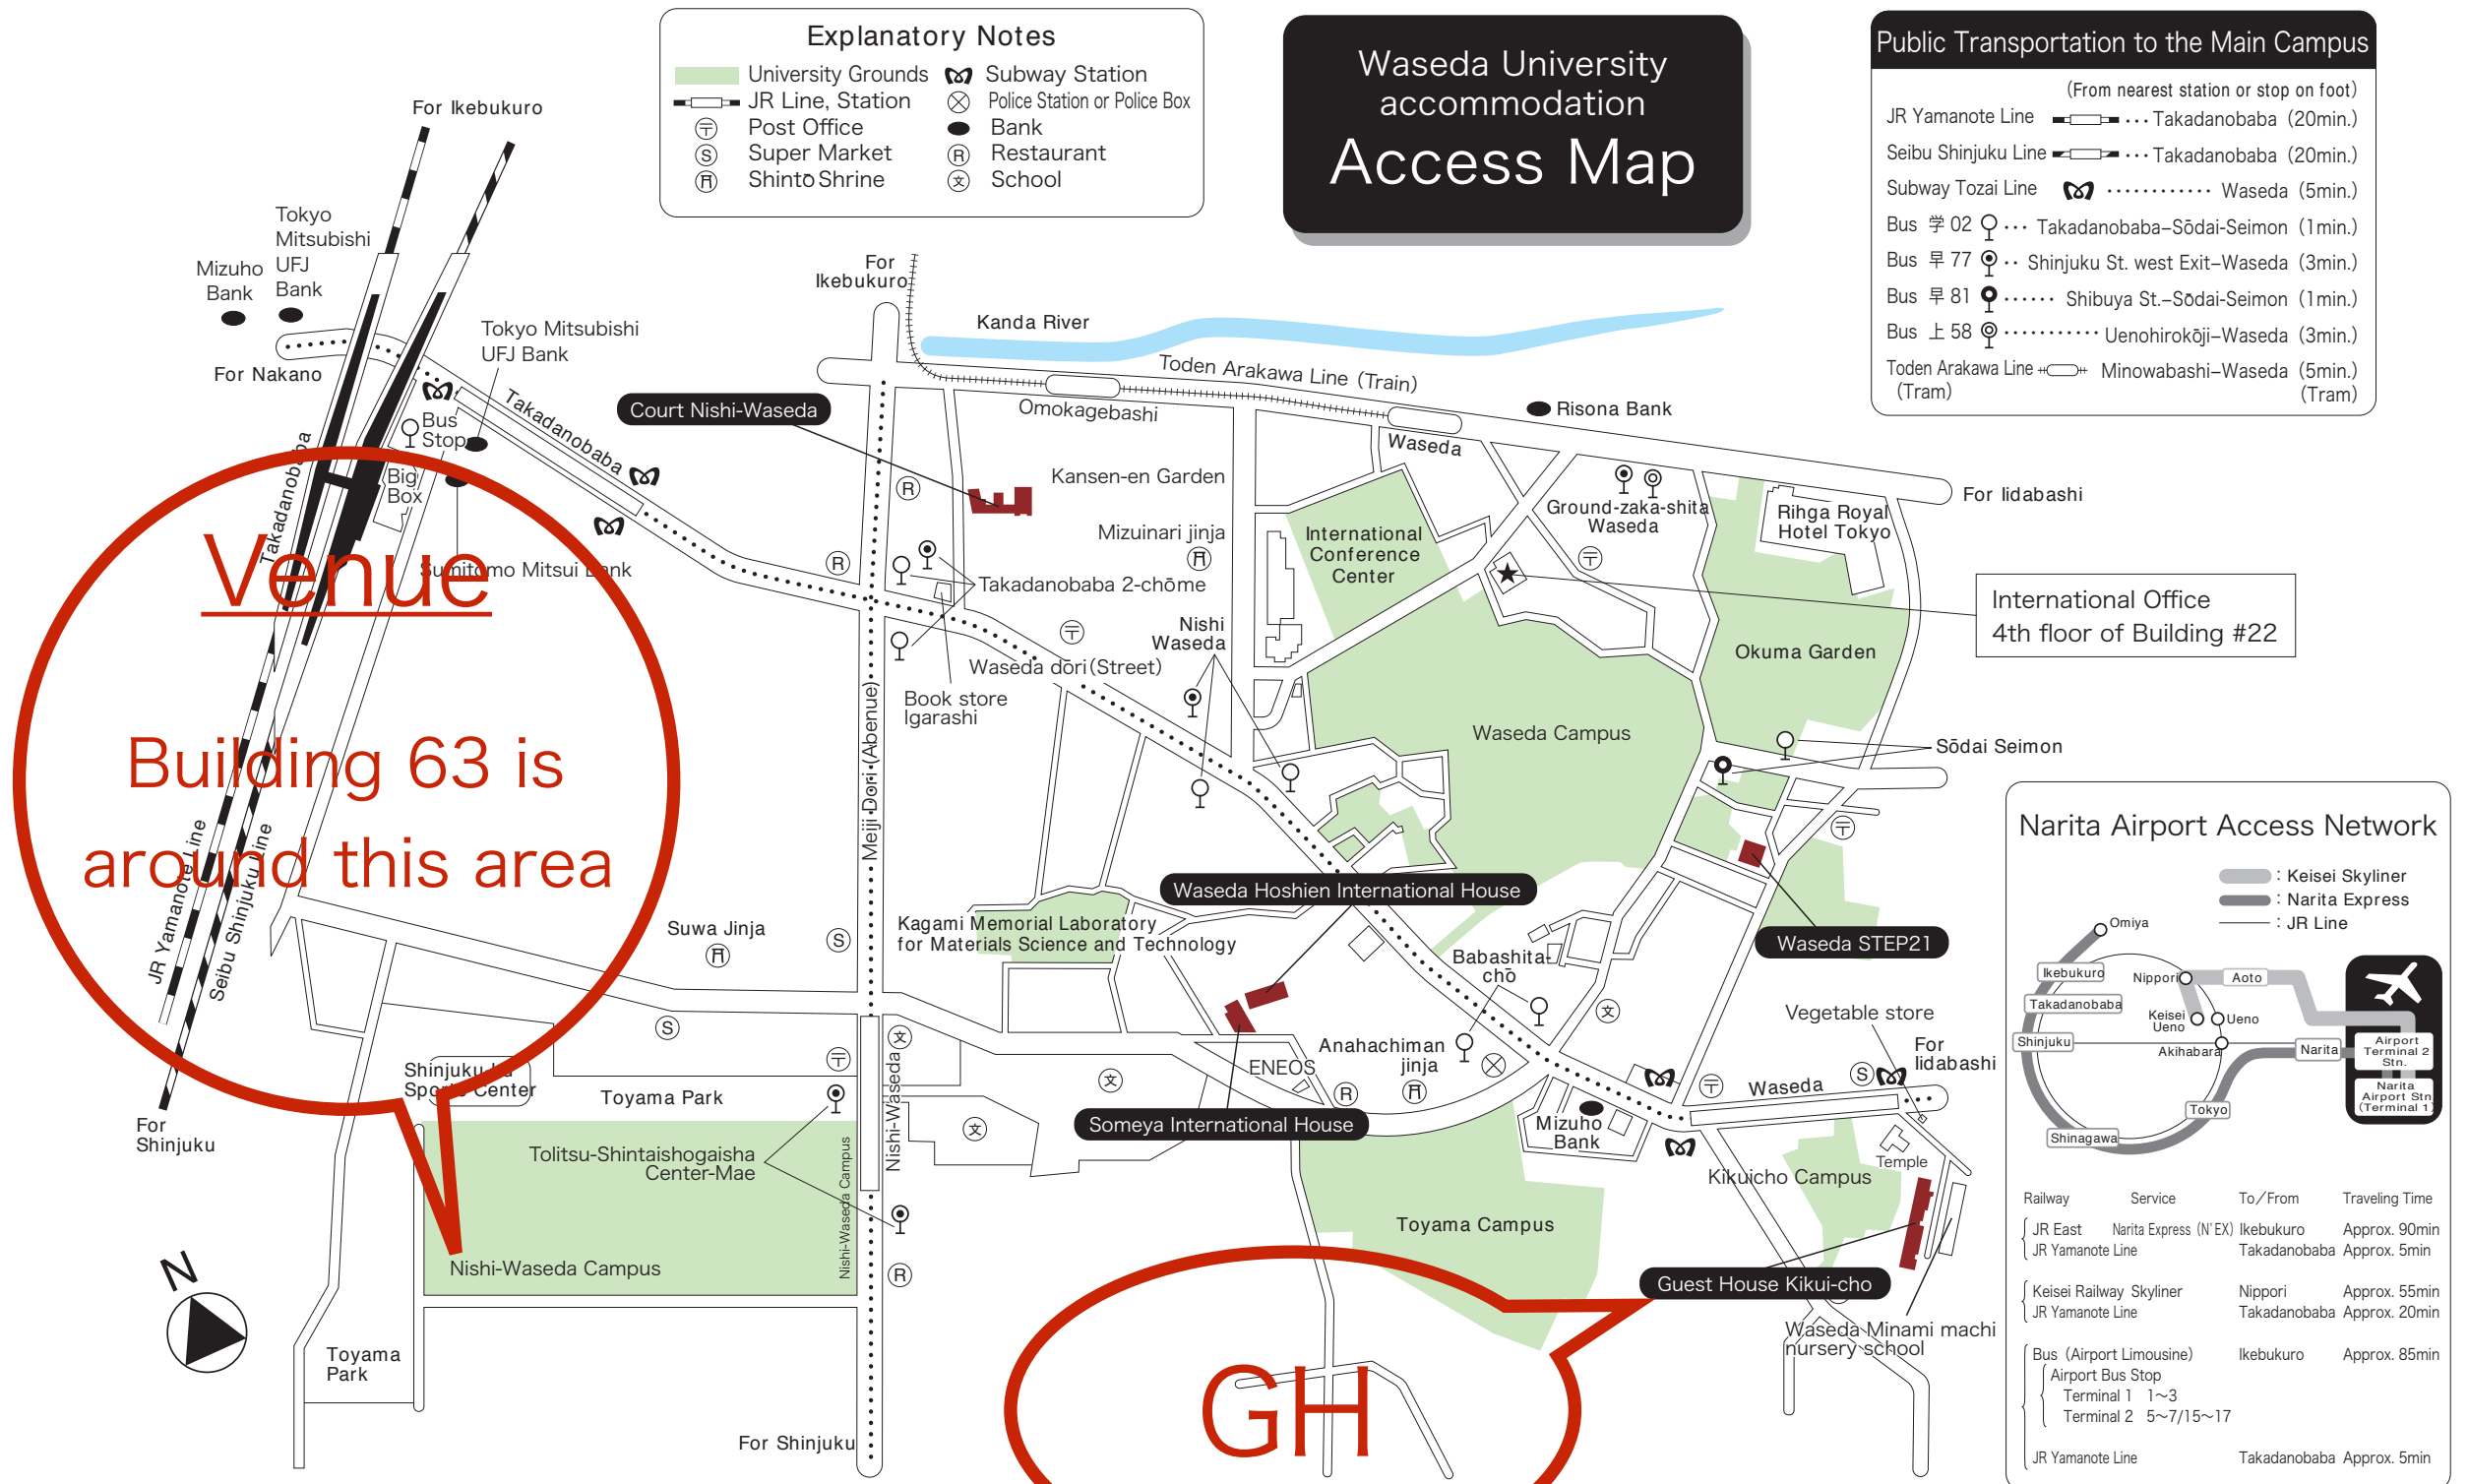 Explanatory Notes
University Grounds
Subway Station
JR Line, Station
Police Station or Police Box
Post Office
Bank
Super Market
Restaurant
Shintō Shrine
School
Waseda University
accommodation
Access Map
Public Transportation to the Main Campus
(From nearest station or stop on foot)
JR Yamanote Line ··· Takadanobaba (20min.)
Seibu Shinjuku Line ··· Takadanobaba (20min.)
Subway Tozai Line ············ Waseda (5min.)
Bus 学 02 ··· Takadanobaba–Sōdai-Seimon (1min.)
Bus 早 77 ·· Shinjuku St. west Exit–Waseda (3min.)
Bus 早 81 ······ Shibuya St.–Sōdai-Seimon (1min.)
Bus 上 58 ··········· Uenohirokōji–Waseda (3min.)
Toden Arakawa Line Minowabashi–Waseda (5min.)
(Tram) (Tram)
For Ikebukuro
Tokyo
Mitsubishi
UFJ
Bank
Mizuho
Bank
For Nakano
Tokyo Mitsubishi
UFJ Bank
Bus
Stop
Big
Box
Takadanobaba
Takadanobaba
Sumitomo Mitsui Bank
Venue
Building 63 is
around this area
JR Yamanote Line
Seibu Shinjuku Line
For
Shinjuku
For
Ikebukuro
Kanda River
Toden Arakawa Line (Train)
Omokagebashi
Waseda
Risona Bank
For Iidabashi
Court Nishi-Waseda
Kansen-en Garden
Mizuinari jinja
International
Conference
Center
Ground-zaka-shita
Waseda
Rihga Royal
Hotel Tokyo
International Office
4th floor of Building #22
Takadanobaba 2-chōme
Nishi
Waseda
Waseda dōri (Street)
Book store
Igarashi
Meiji Dori (Abenue)
Okuma Garden
Waseda Campus
Sōdai Seimon
Waseda Hoshien International House
Kagami Memorial Laboratory
for Materials Science and Technology
Suwa Jinja
Waseda STEP21
Babashita-
chō
Vegetable store
For
Iidabashi
Anahachiman
jinja
ENEOS
Someya International House
Mizuho
Bank
Waseda
Shinjuku-ku
Sports Center
Toyama Park
Nishi-Waseda
Tolitsu-Shintaishogaisha
Center-Mae
Nishi-Waseda Campus
Nishi-Waseda Campus
Toyama Campus
Kikuicho Campus
Temple
Guest House Kikui-cho
Waseda Minami machi
nursery school
GH
N
Toyama
Park
For Shinjuku
Narita Airport Access Network
: Keisei Skyliner
: Narita Express
: JR Line
Omiya
Ikebukuro
Nippori
Aoto
Takadanobaba
Keisei
Ueno
Ueno
Shinjuku
Akihabara
Narita
Airport
Terminal 2
Stn.
Narita
Airport Stn.
(Terminal 1)
Tokyo
Shinagawa
Railway Service To/From Traveling Time
JR East Narita Express (N'EX) Ikebukuro Approx. 90min
JR Yamanote Line Takadanobaba Approx. 5min
Keisei Railway Skyliner Nippori Approx. 55min
JR Yamanote Line Takadanobaba Approx. 20min
Bus (Airport Limousine) Ikebukuro Approx. 85min
Airport Bus Stop
Terminal 1 1〜3
Terminal 2 5〜7/15〜17
JR Yamanote Line Takadanobaba Approx. 5min